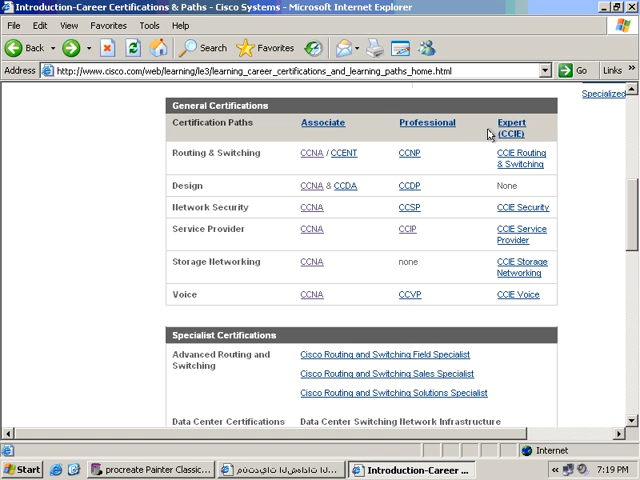 Introduction-Career Certifications & Paths - Cisco Systems - Microsoft Internet Explorer
File Edit View Favorites Tools Help
Back Search Favorites
Address http://www.cisco.com/web/learning/le3/learning_career_certifications_and_learning_paths_home.html Go Links »
Specialized
General Certifications
Certification Paths Associate Professional Expert (CCIE)
Routing & Switching CCNA / CCENT CCNP CCIE Routing & Switching
Design CCNA & CCDA CCDP None
Network Security CCNA CCSP CCIE Security
Service Provider CCNA CCIP CCIE Service Provider
Storage Networking CCNA none CCIE Storage Networking
Voice CCNA CCVP CCIE Voice
Specialist Certifications
Advanced Routing and Switching Cisco Routing and Switching Field Specialist
Cisco Routing and Switching Sales Specialist
Cisco Routing and Switching Solutions Specialist
Data Center Certifications Data Center Switching Network Infrastructure
Internet
Start procreate Painter Classic... منتديات الشهادات ال... Introduction-Career ... « 7:19 PM